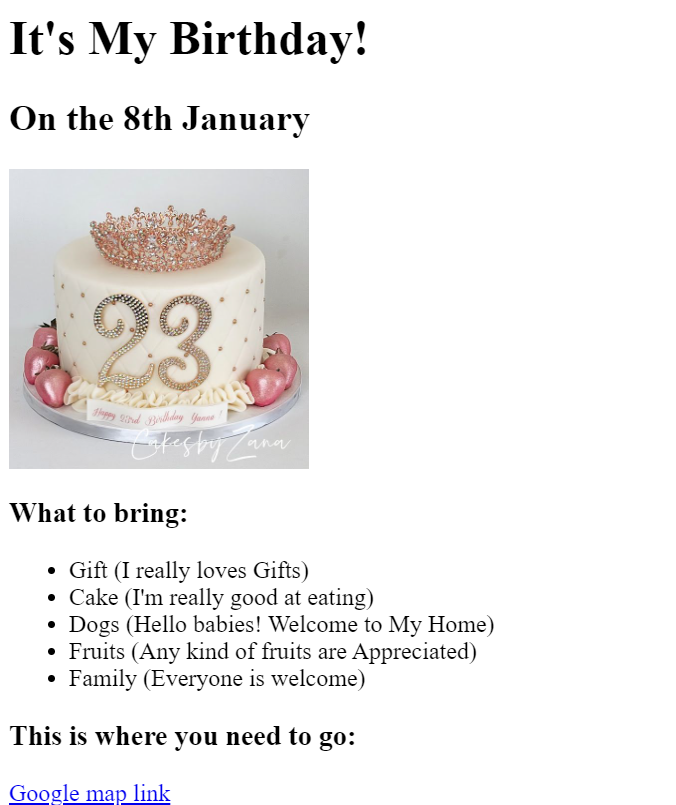 It's My Birthday!
On the 8th January
23
Happy 23rd Birthday Yanna !
Cakesby Zana
What to bring:
Gift (I really loves Gifts)
Cake (I'm really good at eating)
Dogs (Hello babies! Welcome to My Home)
Fruits (Any kind of fruits are Appreciated)
Family (Everyone is welcome)
This is where you need to go:
Google map link